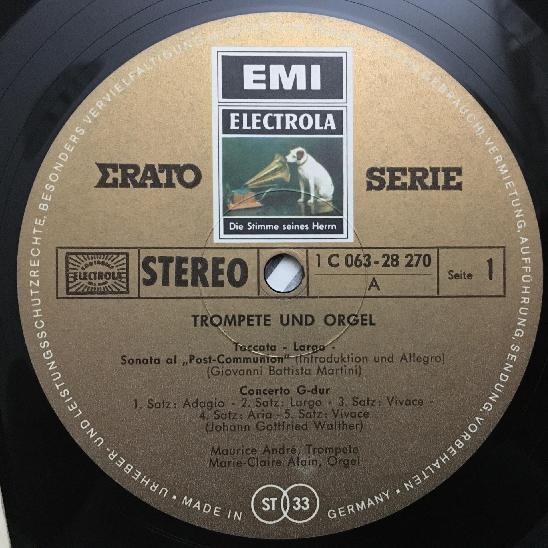 EMI
ELECTROLA
Die Stimme seines Herrn
ΣRATO SERIE
ELECTROLA
STEREO
1 C 063-28 270
A
Seite 1
TROMPETE UND ORGEL
Toccata - Largo -
Sonata al „Post-Communion“ (Introduktion und Allegro)
(Giovanni Battista Martini)
Concerto G-dur
1. Satz: Adagio - 2. Satz: Largo - 3. Satz: Vivace -
4. Satz: Aria - 5. Satz: Vivace
(Johann Gottfried Walther)
Maurice André, Trompete
Marie-Claire Alain, Orgel
URHEBER- UND LEISTUNGSSCHUTZRECHTE, BESONDERS VERVIELFÄLTIGUNG GEBRAUCH), VERMIETUNG, AUFFÜHRUNG, SENDUNG, VORBEHALTEN
• MADE IN ST 33 GERMANY •